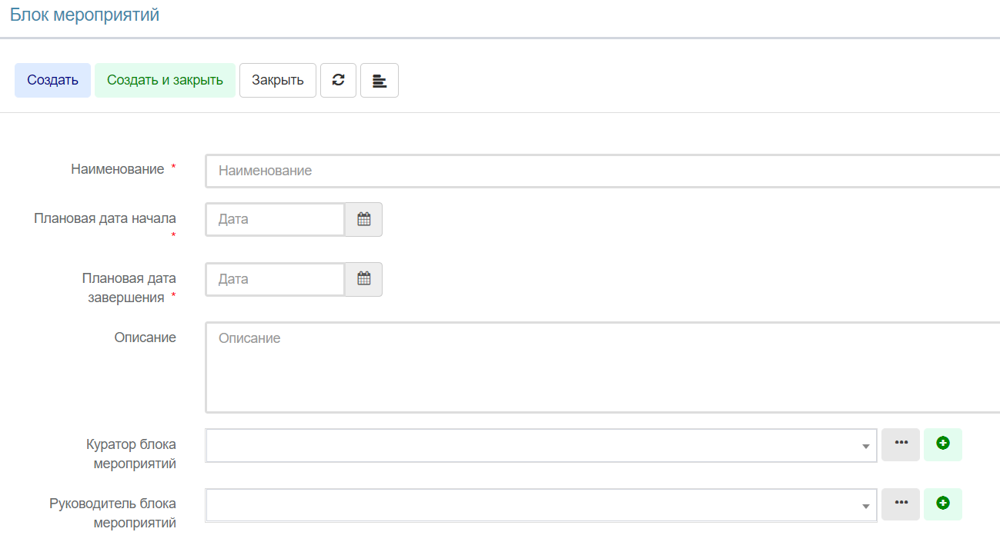 Блок мероприятий
Создать Создать и закрыть Закрыть
Наименование * Наименование
Плановая дата начала Дата
*
Плановая дата Дата
завершения *
Описание Описание
Куратор блока
мероприятий
Руководитель блока
мероприятий